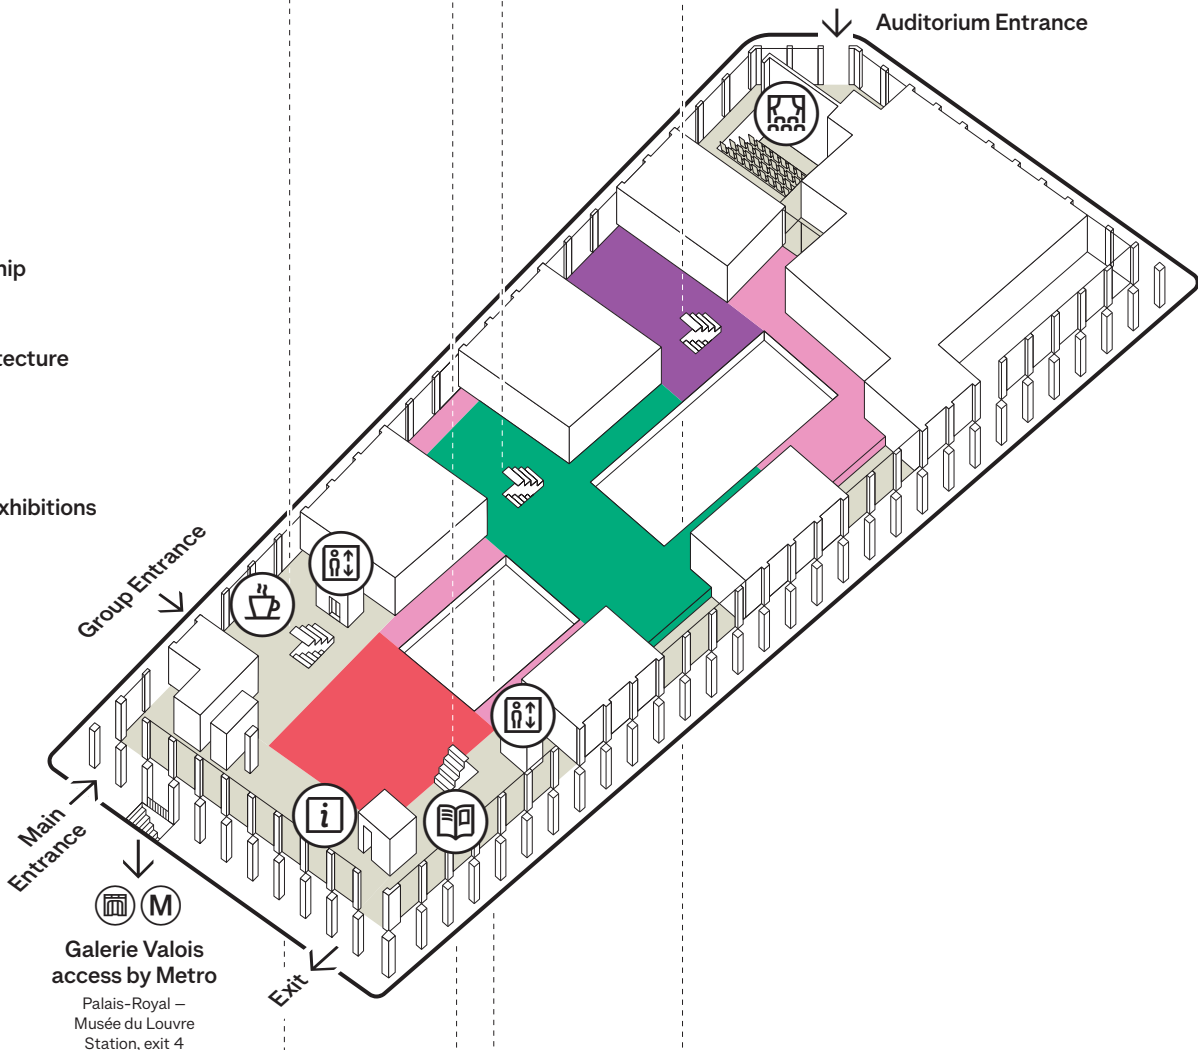 Auditorium Entrance
hip
tecture
xhibitions
Group Entrance
i
Main
Entrance
M
Galerie Valois
access by Metro
Palais-Royal –
Musée du Louvre
Station, exit 4
Exit